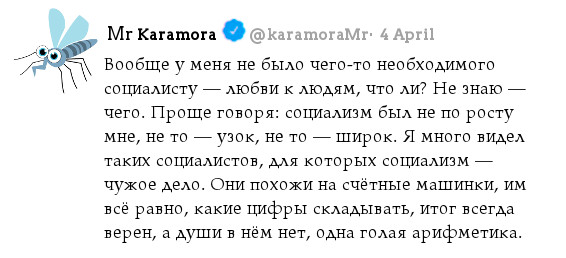 Mr Karamora @karamoraMr· 4 April
Вообще у меня не было чего-то необходимого
социалисту — любви к людям, что ли? Не знаю —
чего. Проще говоря: социализм был не по росту
мне, не то — узок, не то — широк. Я много видел
таких социалистов, для которых социализм —
чужое дело. Они похожи на счётные машинки, им
всё равно, какие цифры складывать, итог всегда
верен, а души в нём нет, одна голая арифметика.